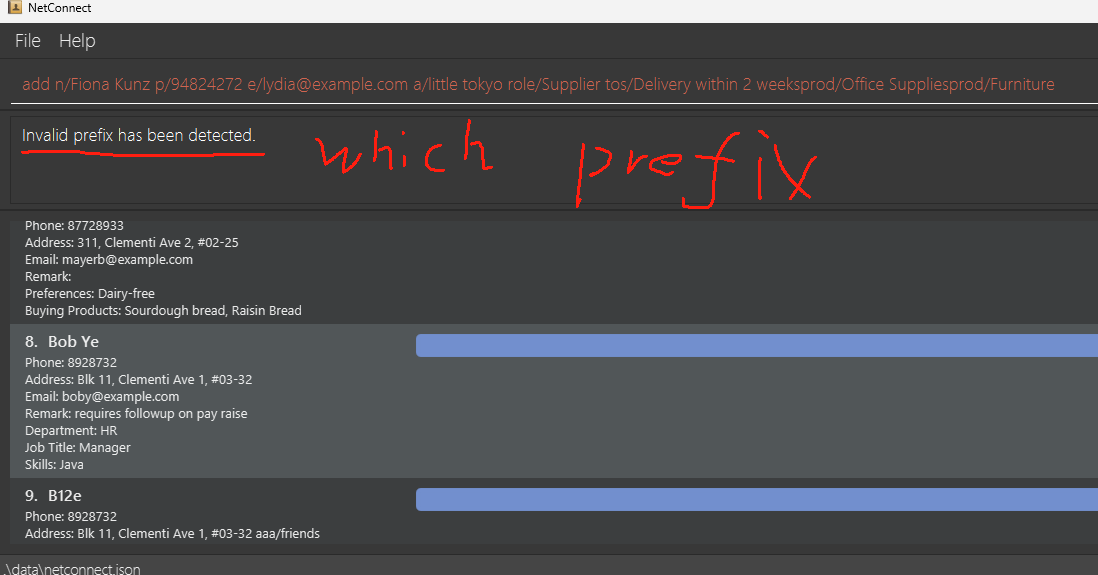 NetConnect
File Help
add n/Fiona Kunz p/94824272 e/lydia@example.com a/little tokyo role/Supplier tos/Delivery within 2 weeksprod/Office Suppliesprod/Furniture
Invalid prefix has been detected.
which prefix
Phone: 87728933
Address: 311, Clementi Ave 2, #02-25
Email: mayerb@example.com
Remark:
Preferences: Dairy-free
Buying Products: Sourdough bread, Raisin Bread
8. Bob Ye
Phone: 8928732
Address: Blk 11, Clementi Ave 1, #03-32
Email: boby@example.com
Remark: requires followup on pay raise
Department: HR
Job Title: Manager
Skills: Java
9. B12e
Phone: 8928732
Address: Blk 11, Clementi Ave 1, #03-32 aaa/friends
.\data\netconnect.json